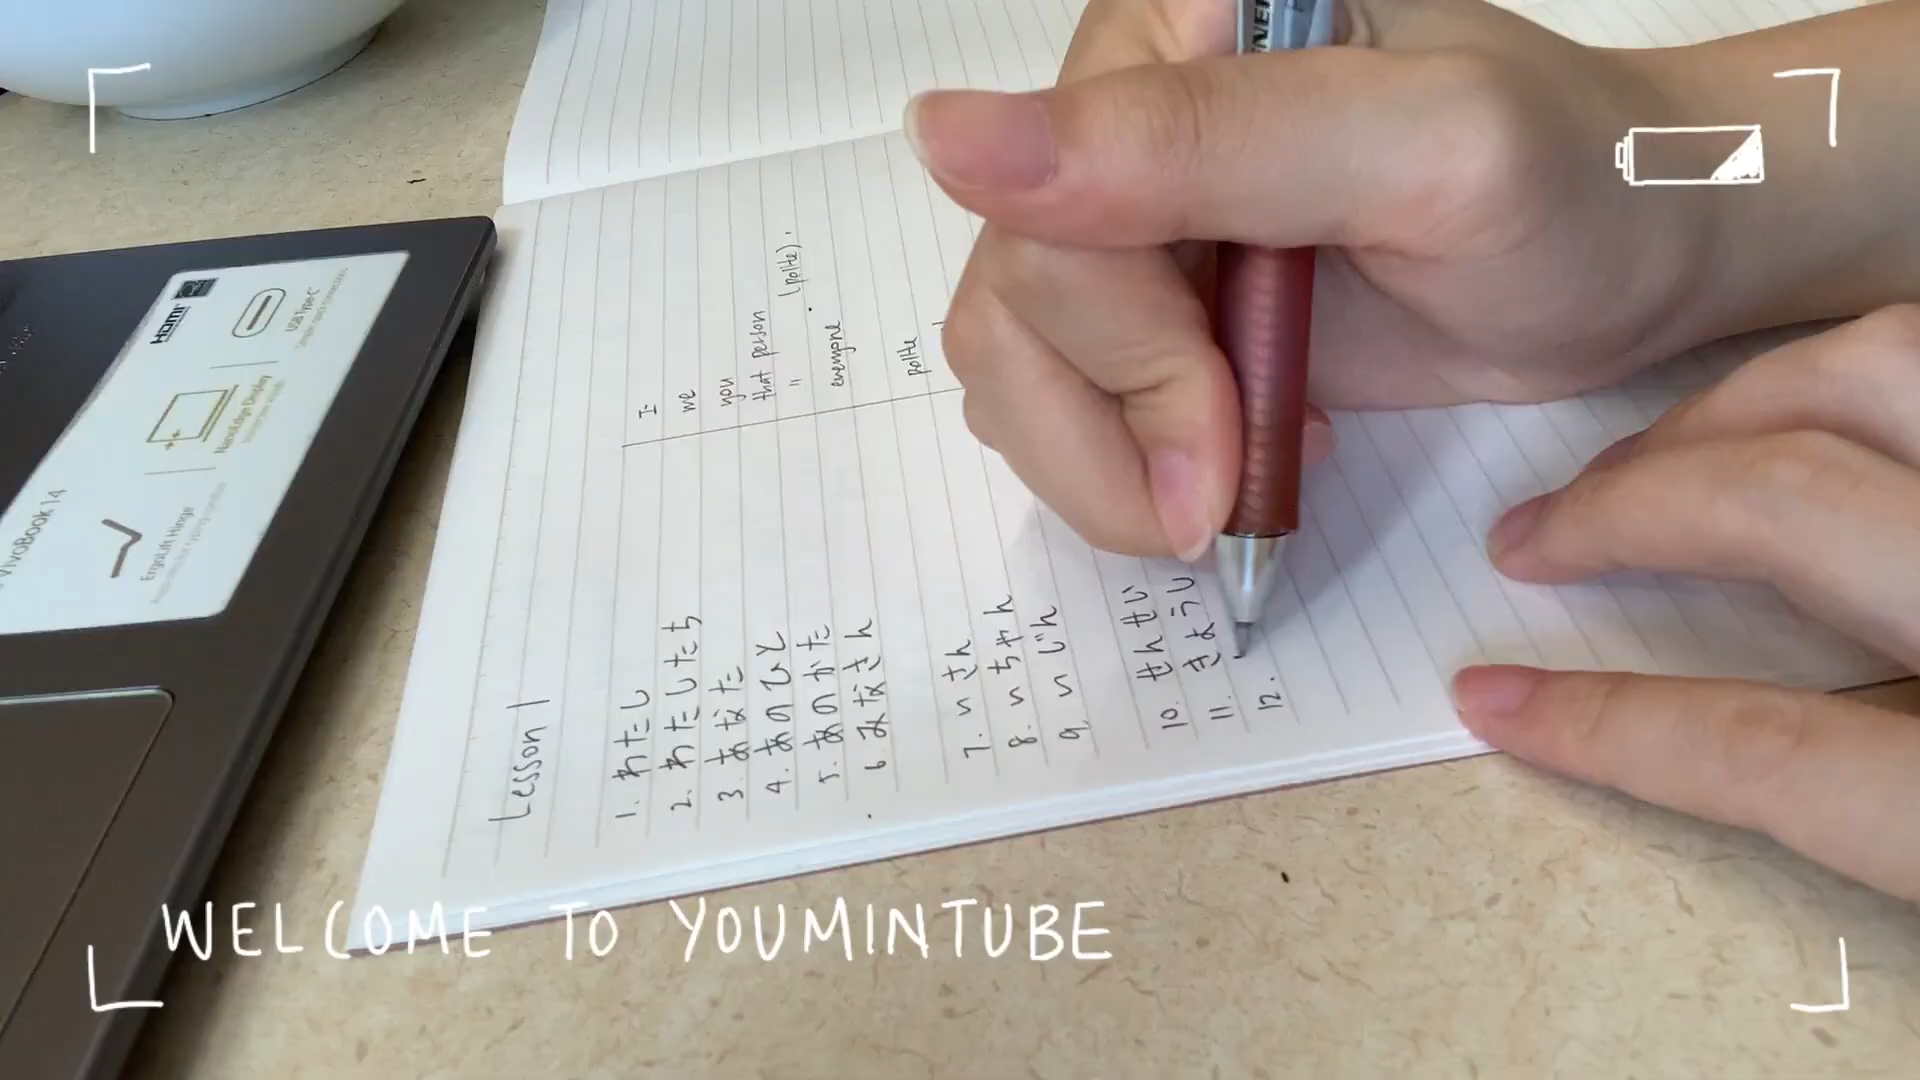 Lesson 1
1. わたし I
2. わたしたち we
3. あなた you
4. あのひと that person
5. あのかた " (polite).
6. みなさん everyone
7. ～さん polite
8. ～ちゃん
9. ～じん
10. せんせい
11. きょうし
12.
HDMI
USB Type-C
NanoEdge Display
ErgoLift Hinge
VivoBook 14
WELCOME TO YOUMINTUBE